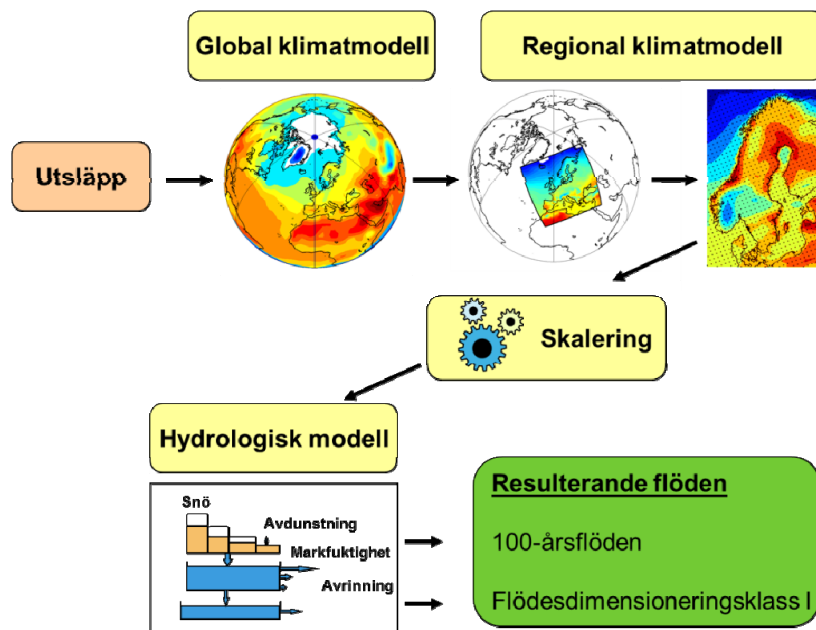 Global klimatmodell
Regional klimatmodell
Utsläpp
Skalering
Hydrologisk modell
Snö
Avdunstning
Markfuktighet
Avrinning
Resulterande flöden
100-årsflöden
Flödesdimensioneringsklass I